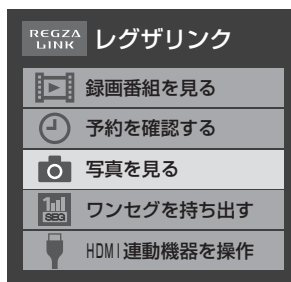 REGZA LINK レグザリンク
録画番組を見る
予約を確認する
写真を見る
1seg ワンセグを持ち出す
HDMI連動機器を操作